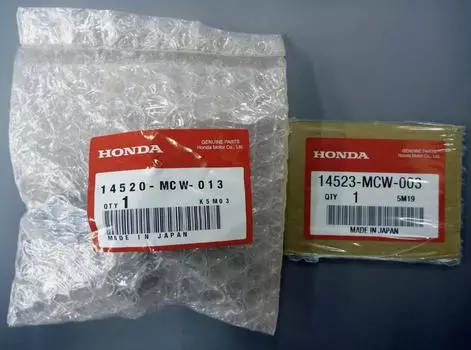 HONDA
GENUINE PARTS
Honda Motor Co., Ltd.
14520-MCW-013
QTY 1 K5M03
MADE IN JAPAN
HONDA
GENUINE PARTS
Honda Motor Co., Ltd.
14523-MCW-003
QTY 1 5M19
MADE IN JAPAN